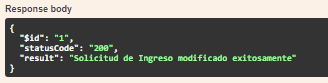 Response body
{
  "$id": "1",
  "statusCode": "200",
  "result": "Solicitud de Ingreso modificado exitosamente"
}